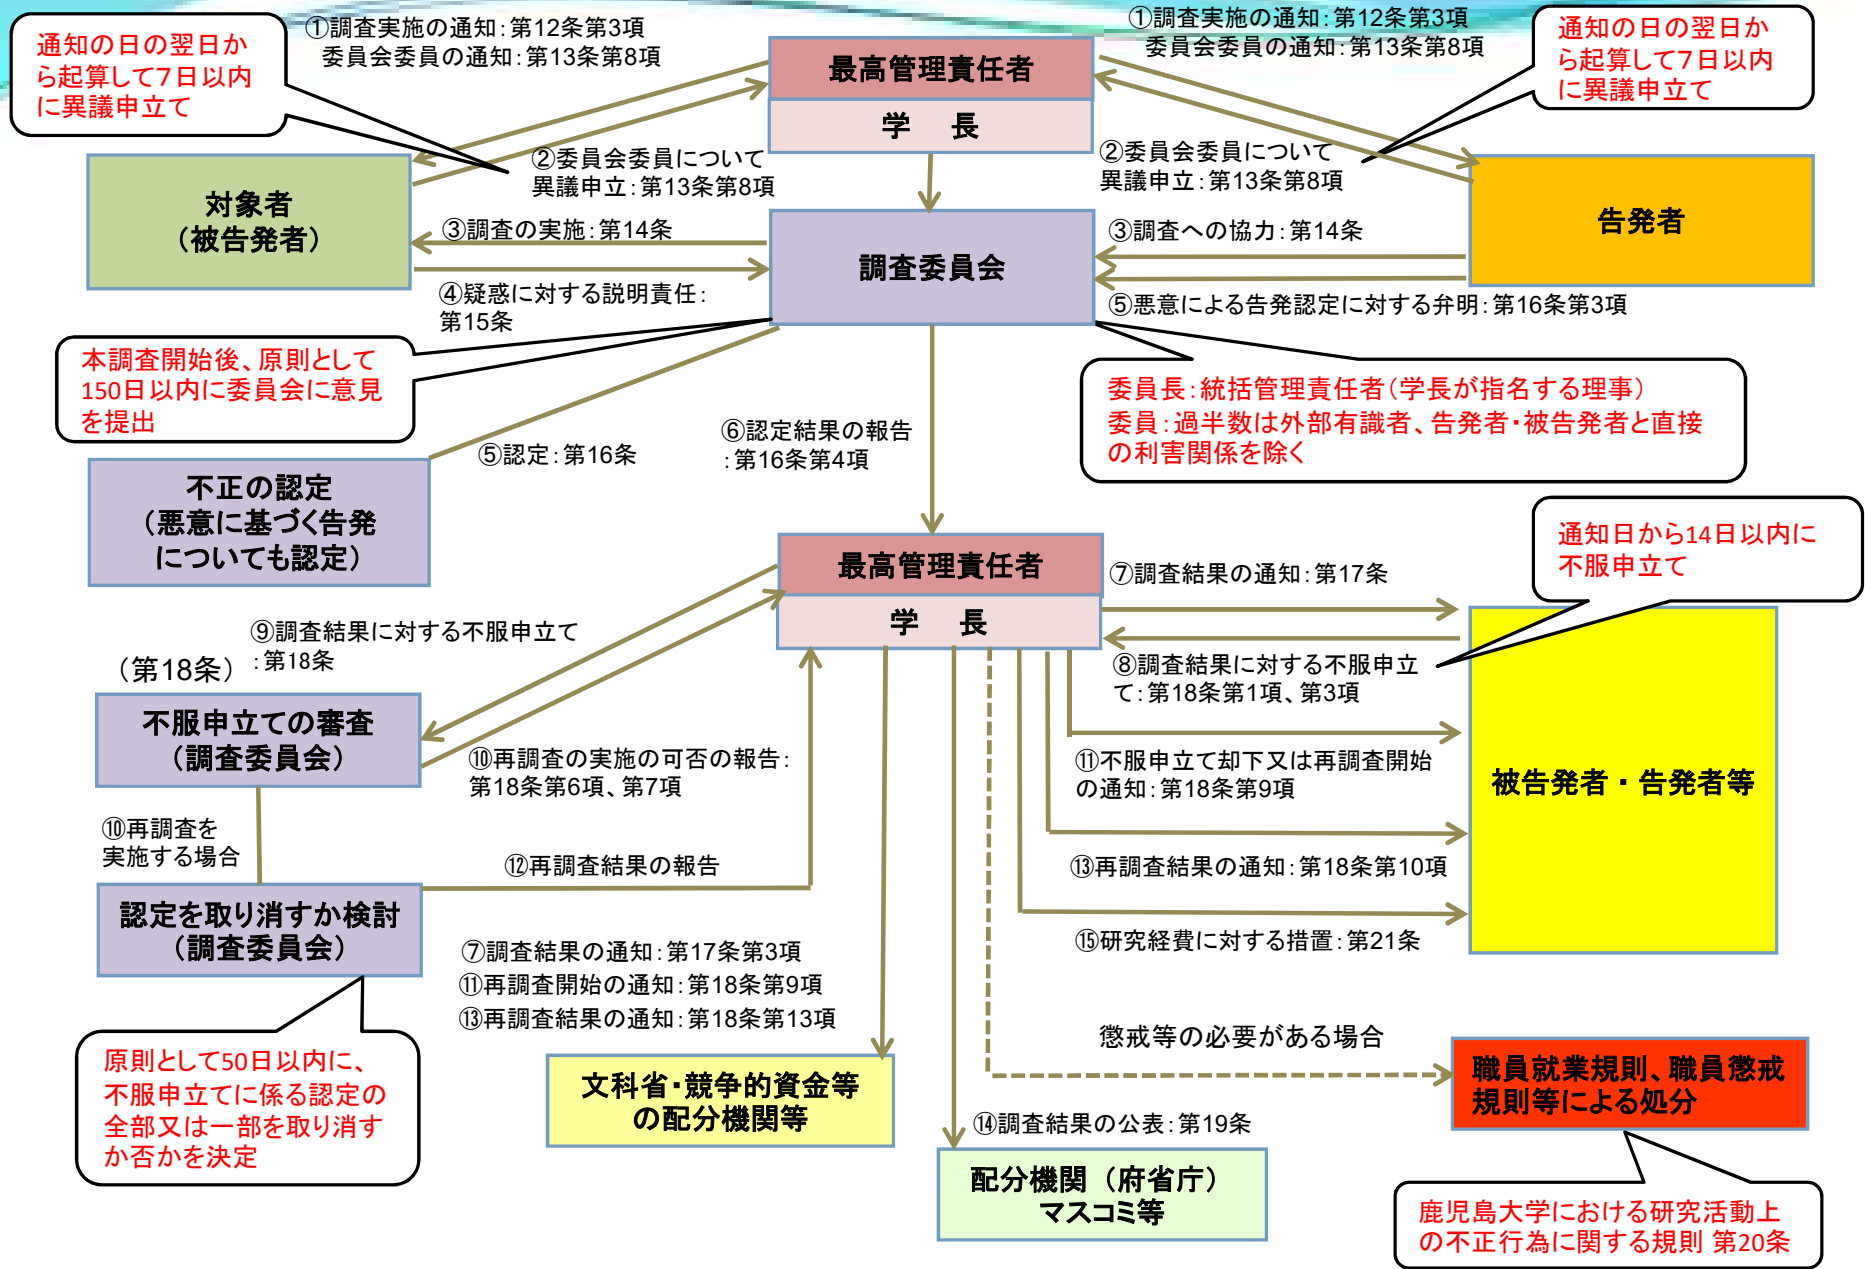 通知の日の翌日か
ら起算して7日以内
に異議申立て
①調査実施の通知：第12条第3項
委員会委員の通知：第13条第8項
最高管理責任者
学　長
①調査実施の通知：第12条第3項
委員会委員の通知：第13条第8項
通知の日の翌日か
ら起算して7日以内
に異議申立て
対象者
（被告発者）
②委員会委員について
異議申立：第13条第8項
②委員会委員について
異議申立：第13条第8項
告発者
③調査の実施：第14条
調査委員会
③調査への協力：第14条
④疑惑に対する説明責任：
第15条
⑤悪意による告発認定に対する弁明：第16条第3項
本調査開始後、原則として
150日以内に委員会に意見
を提出
委員長：統括管理責任者（学長が指名する理事）
委員：過半数は外部有識者、告発者・被告発者と直接
の利害関係を除く
⑤認定：第16条
⑥認定結果の報告
：第16条第4項
不正の認定
（悪意に基づく告発
についても認定）
最高管理責任者
学　長
⑦調査結果の通知：第17条
通知日から14日以内に
不服申立て
⑨調査結果に対する不服申立て
：第18条
（第18条）
⑧調査結果に対する不服申立
て：第18条第1項、第3項
不服申立ての審査
（調査委員会）
⑩再調査の実施の可否の報告：
第18条第6項、第7項
⑪不服申立て却下又は再調査開始
の通知：第18条第9項
被告発者・告発者等
⑩再調査を
実施する場合
⑫再調査結果の報告
⑬再調査結果の通知：第18条第10項
認定を取り消すか検討
（調査委員会）
⑮研究経費に対する措置：第21条
⑦調査結果の通知：第17条第3項
⑪再調査開始の通知：第18条第9項
⑬再調査結果の通知：第18条第13項
原則として50日以内に、
不服申立てに係る認定の
全部又は一部を取り消す
か否かを決定
懲戒等の必要がある場合
文科省・競争的資金等
の配分機関等
職員就業規則、職員懲戒
規則等による処分
⑭調査結果の公表：第19条
配分機関（府省庁）
マスコミ等
鹿児島大学における研究活動上
の不正行為に関する規則 第20条